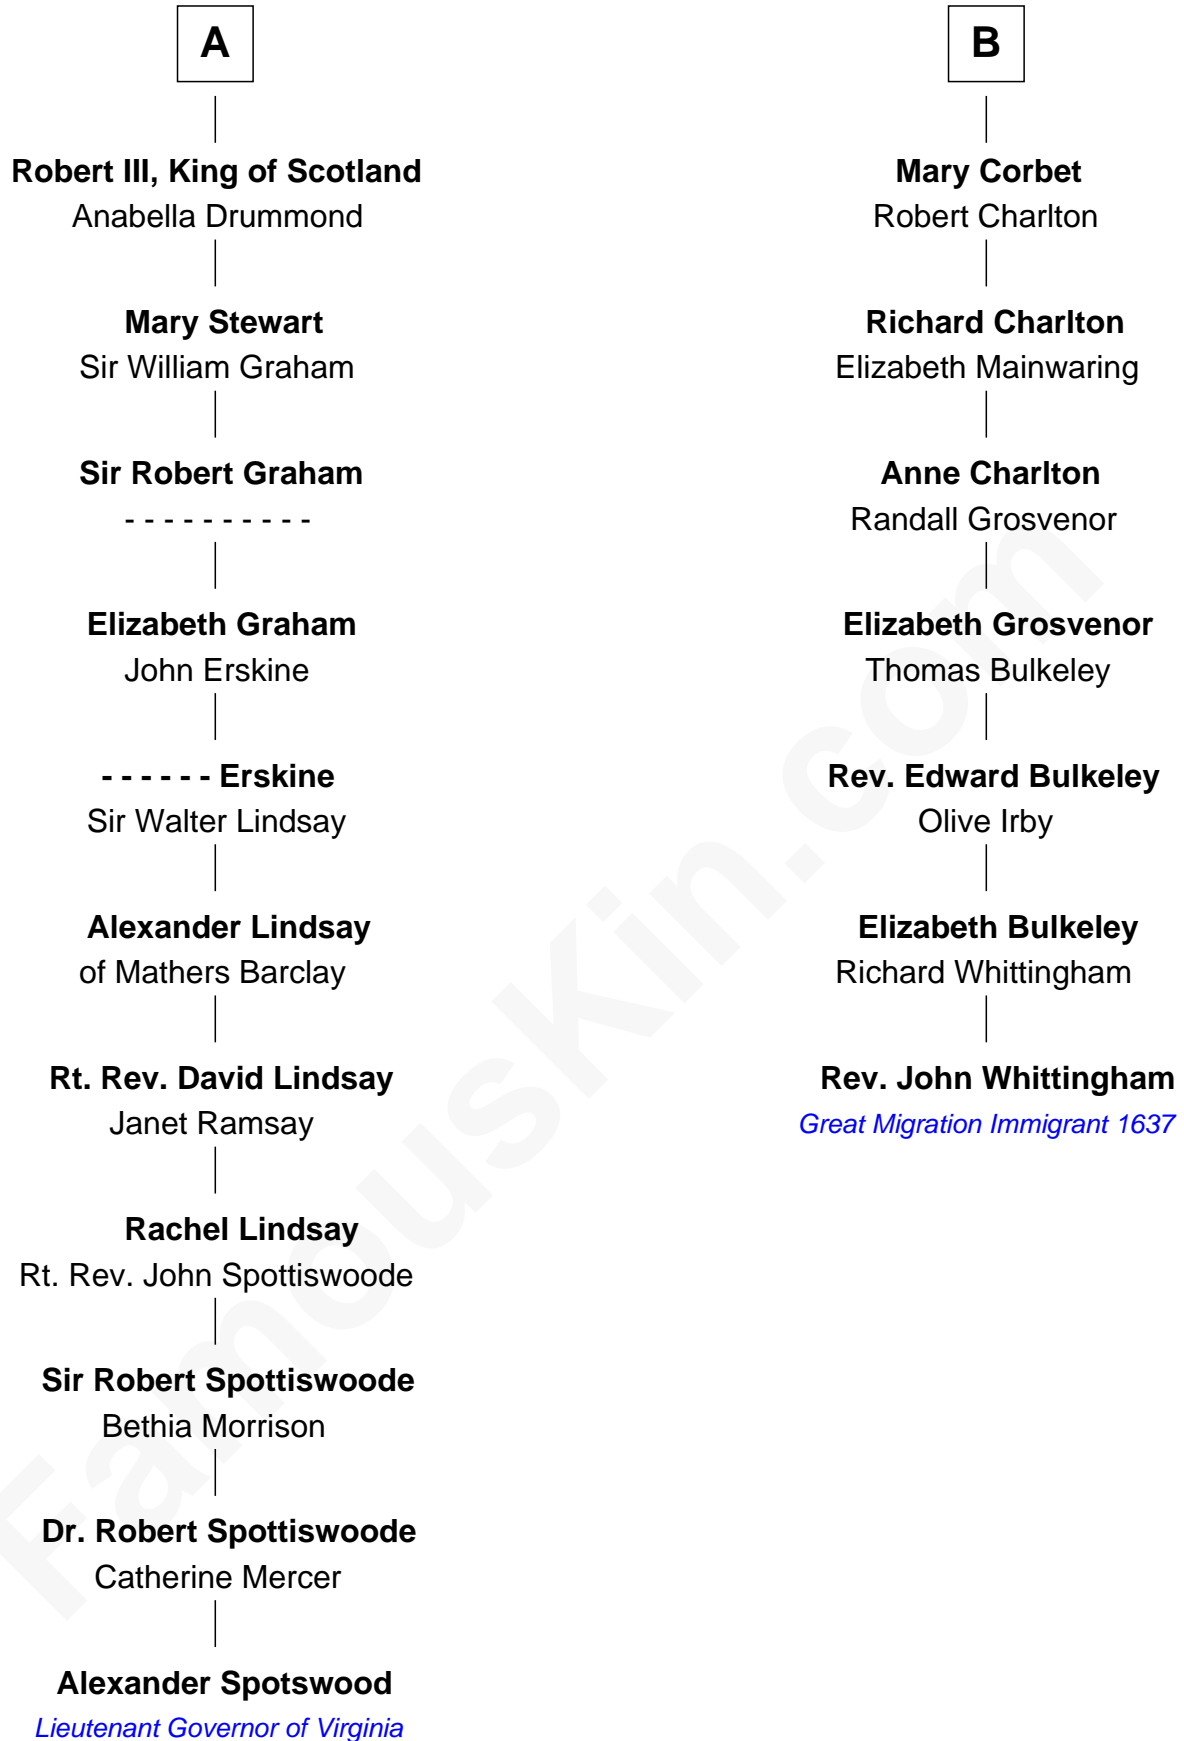 A
Robert III, King of Scotland
Anabella Drummond
Mary Stewart
Sir William Graham
Sir Robert Graham
- - - - - - - - - -
Elizabeth Graham
John Erskine
- - - - - - Erskine
Sir Walter Lindsay
Alexander Lindsay
of Mathers Barclay
Rt. Rev. David Lindsay
Janet Ramsay
Rachel Lindsay
Rt. Rev. John Spottiswoode
Sir Robert Spottiswoode
Bethia Morrison
Dr. Robert Spottiswoode
Catherine Mercer
Alexander Spotswood
Lieutenant Governor of Virginia
B
Mary Corbet
Robert Charlton
Richard Charlton
Elizabeth Mainwaring
Anne Charlton
Randall Grosvenor
Elizabeth Grosvenor
Thomas Bulkeley
Rev. Edward Bulkeley
Olive Irby
Elizabeth Bulkeley
Richard Whittingham
Rev. John Whittingham
Great Migration Immigrant 1637
FamousKin.com